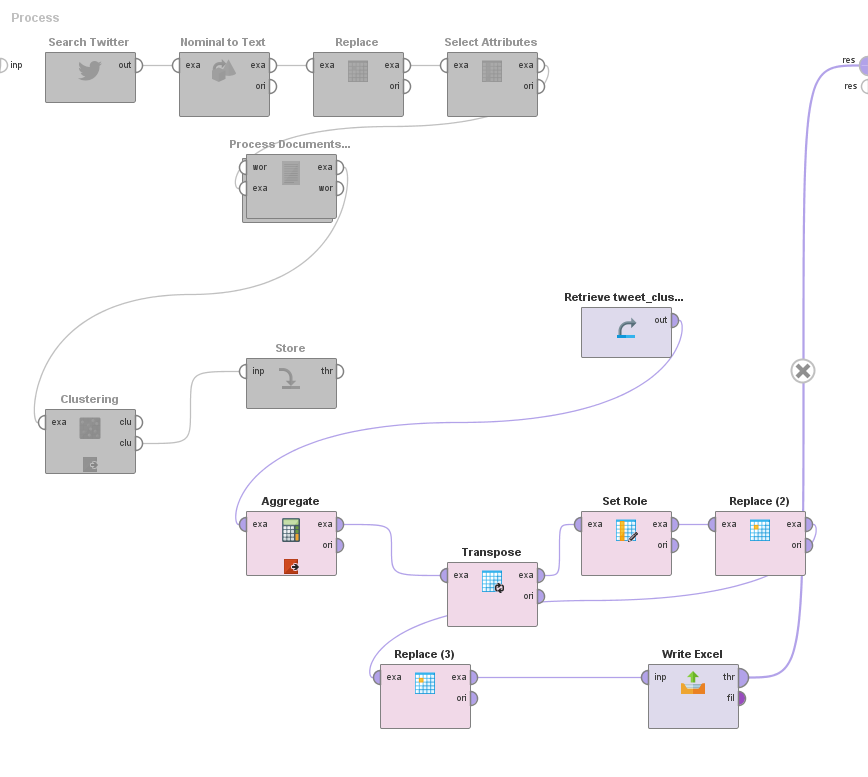 Process
Search Twitter
Nominal to Text
Replace
Select Attributes
inp
out
exa
exa
ori
exa
exa
ori
exa
exa
ori
res
res
Process Documents...
wor
exa
exa
wor
Retrieve tweet_clus...
out
Store
inp
thr
Clustering
exa
clu
clu
Aggregate
exa
exa
ori
Transpose
exa
exa
ori
Set Role
exa
exa
ori
Replace (2)
exa
exa
ori
Replace (3)
exa
exa
ori
Write Excel
inp
thr
fil